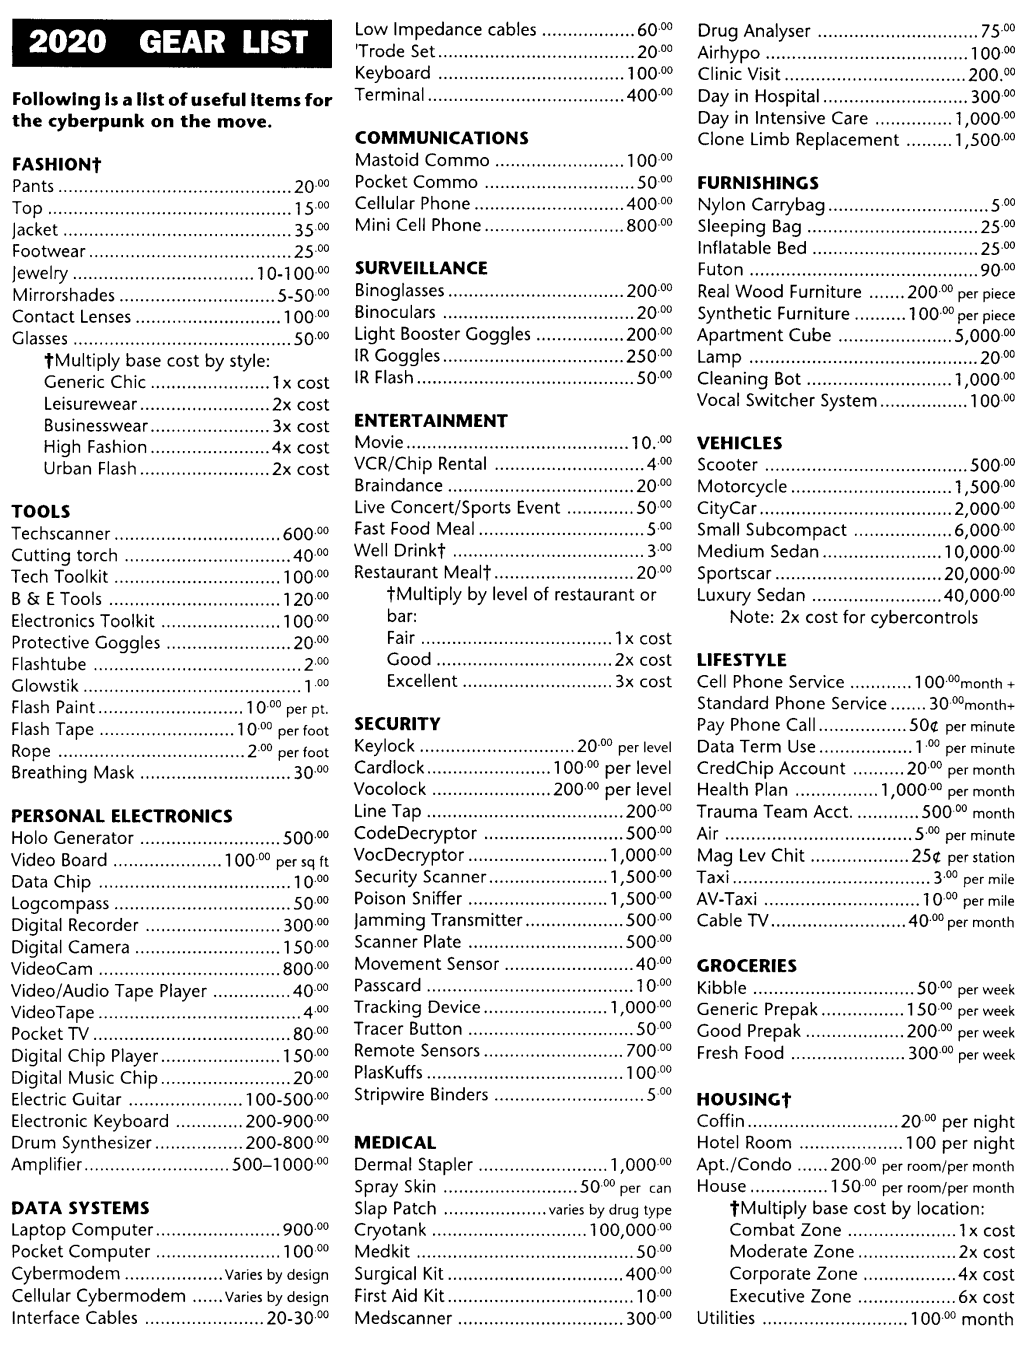 2020 GEAR LIST
Following is a list of useful items for
the cyberpunk on the move.
FASHION†
Pants ........ 20.00
Top ........ 15.00
Jacket ........ 35.00
Footwear ........ 25.00
Jewelry ........ 10-100.00
Mirrorshades ........ 5-50.00
Contact Lenses ........ 100.00
Glasses ........ 50.00
†Multiply base cost by style:
Generic Chic ........ 1x cost
Leisurewear ........ 2x cost
Businesswear ........ 3x cost
High Fashion ........ 4x cost
Urban Flash ........ 2x cost
TOOLS
Techscanner ........ 600.00
Cutting torch ........ 40.00
Tech Toolkit ........ 100.00
B & E Tools ........ 120.00
Electronics Toolkit ........ 100.00
Protective Goggles ........ 20.00
Flashtube ........ 2.00
Glowstik ........ 1.00
Flash Paint ........ 10.00 per pt.
Flash Tape ........ 10.00 per foot
Rope ........ 2.00 per foot
Breathing Mask ........ 30.00
PERSONAL ELECTRONICS
Holo Generator ........ 500.00
Video Board ........ 100.00 per sq ft
Data Chip ........ 10.00
Logcompass ........ 50.00
Digital Recorder ........ 300.00
Digital Camera ........ 150.00
VideoCam ........ 800.00
Video/Audio Tape Player ........ 40.00
VideoTape ........ 4.00
Pocket TV ........ 80.00
Digital Chip Player ........ 150.00
Digital Music Chip ........ 20.00
Electric Guitar ........ 100-500.00
Electronic Keyboard ........ 200-900.00
Drum Synthesizer ........ 200-800.00
Amplifier ........ 500–1000.00
DATA SYSTEMS
Laptop Computer ........ 900.00
Pocket Computer ........ 100.00
Cybermodem ........ Varies by design
Cellular Cybermodem ...... Varies by design
Interface Cables ........ 20-30.00
Low Impedance cables ........ 60.00
'Trode Set ........ 20.00
Keyboard ........ 100.00
Terminal ........ 400.00
COMMUNICATIONS
Mastoid Commo ........ 100.00
Pocket Commo ........ 50.00
Cellular Phone ........ 400.00
Mini Cell Phone ........ 800.00
SURVEILLANCE
Binoglasses ........ 200.00
Binoculars ........ 20.00
Light Booster Goggles ........ 200.00
IR Goggles ........ 250.00
IR Flash ........ 50.00
ENTERTAINMENT
Movie ........ 10..00
VCR/Chip Rental ........ 4.00
Braindance ........ 20.00
Live Concert/Sports Event ........ 50.00
Fast Food Meal ........ 5.00
Well Drink† ........ 3.00
Restaurant Meal† ........ 20.00
†Multiply by level of restaurant or
bar:
Fair ........ 1x cost
Good ........ 2x cost
Excellent ........ 3x cost
SECURITY
Keylock ........ 20.00 per level
Cardlock ........ 100.00 per level
Vocolock ........ 200.00 per level
Line Tap ........ 200.00
CodeDecryptor ........ 500.00
VocDecryptor ........ 1,000.00
Security Scanner ........ 1,500.00
Poison Sniffer ........ 1,500.00
Jamming Transmitter ........ 500.00
Scanner Plate ........ 500.00
Movement Sensor ........ 40.00
Passcard ........ 10.00
Tracking Device ........ 1,000.00
Tracer Button ........ 50.00
Remote Sensors ........ 700.00
PlasKuffs ........ 100.00
Stripwire Binders ........ 5.00
MEDICAL
Dermal Stapler ........ 1,000.00
Spray Skin ........ 50.00 per can
Slap Patch ........ varies by drug type
Cryotank ........ 100,000.00
Medkit ........ 50.00
Surgical Kit ........ 400.00
First Aid Kit ........ 10.00
Medscanner ........ 300.00
Drug Analyser ........ 75.00
Airhypo ........ 100.00
Clinic Visit ........ 200.00
Day in Hospital ........ 300.00
Day in Intensive Care ........ 1,000.00
Clone Limb Replacement ........ 1,500.00
FURNISHINGS
Nylon Carrybag ........ 5.00
Sleeping Bag ........ 25.00
Inflatable Bed ........ 25.00
Futon ........ 90.00
Real Wood Furniture ....... 200.00 per piece
Synthetic Furniture ........ 100.00 per piece
Apartment Cube ........ 5,000.00
Lamp ........ 20.00
Cleaning Bot ........ 1,000.00
Vocal Switcher System ........ 100.00
VEHICLES
Scooter ........ 500.00
Motorcycle ........ 1,500.00
CityCar ........ 2,000.00
Small Subcompact ........ 6,000.00
Medium Sedan ........ 10,000.00
Sportscar ........ 20,000.00
Luxury Sedan ........ 40,000.00
Note: 2x cost for cybercontrols
LIFESTYLE
Cell Phone Service ........ 100.00month +
Standard Phone Service ....... 30.00month+
Pay Phone Call ........ 50¢ per minute
Data Term Use ........ 1.00 per minute
CredChip Account ........ 20.00 per month
Health Plan ........ 1,000.00 per month
Trauma Team Acct. ........ 500.00 month
Air ........ 5.00 per minute
Mag Lev Chit ........ 25¢ per station
Taxi ........ 3.00 per mile
AV-Taxi ........ 10.00 per mile
Cable TV ........ 40.00 per month
GROCERIES
Kibble ........ 50.00 per week
Generic Prepak ........ 150.00 per week
Good Prepak ........ 200.00 per week
Fresh Food ........ 300.00 per week
HOUSING†
Coffin ........ 20.00 per night
Hotel Room ........ 100 per night
Apt./Condo ...... 200.00 per room/per month
House ........ 150.00 per room/per month
†Multiply base cost by location:
Combat Zone ........ 1x cost
Moderate Zone ........ 2x cost
Corporate Zone ........ 4x cost
Executive Zone ........ 6x cost
Utilities ........ 100.00 month